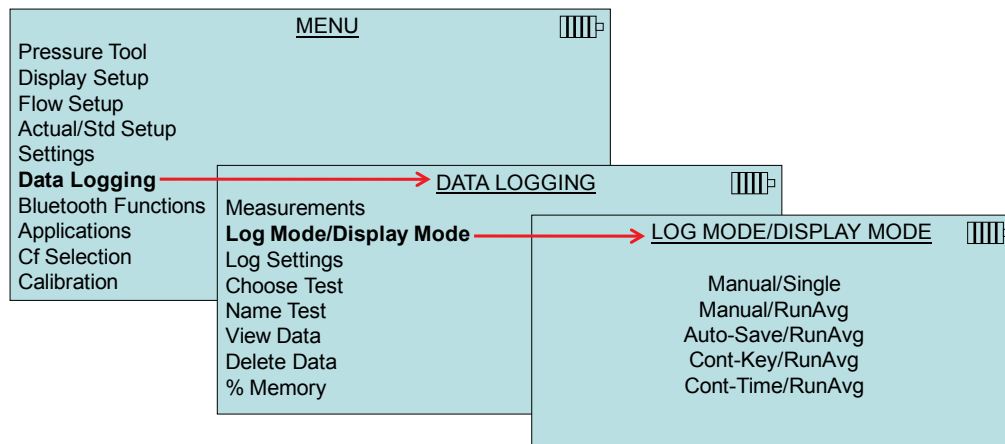 MENU
Pressure Tool
Display Setup
Flow Setup
Actual/Std Setup
Settings
Data Logging
Bluetooth Functions
Applications
Cf Selection
Calibration
DATA LOGGING
Measurements
Log Mode/Display Mode
Log Settings
Choose Test
Name Test
View Data
Delete Data
% Memory
LOG MODE/DISPLAY MODE
Manual/Single
Manual/RunAvg
Auto-Save/RunAvg
Cont-Key/RunAvg
Cont-Time/RunAvg